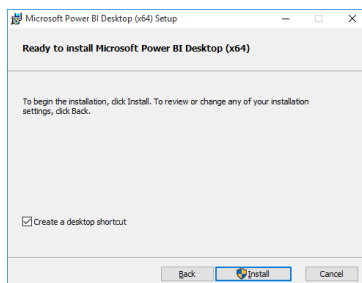 Microsoft Power BI Desktop (x64) Setup
Ready to install Microsoft Power BI Desktop (x64)
To begin the installation, click Install. To review or change any of your installation
settings, click Back.
Create a desktop shortcut
Back Install Cancel